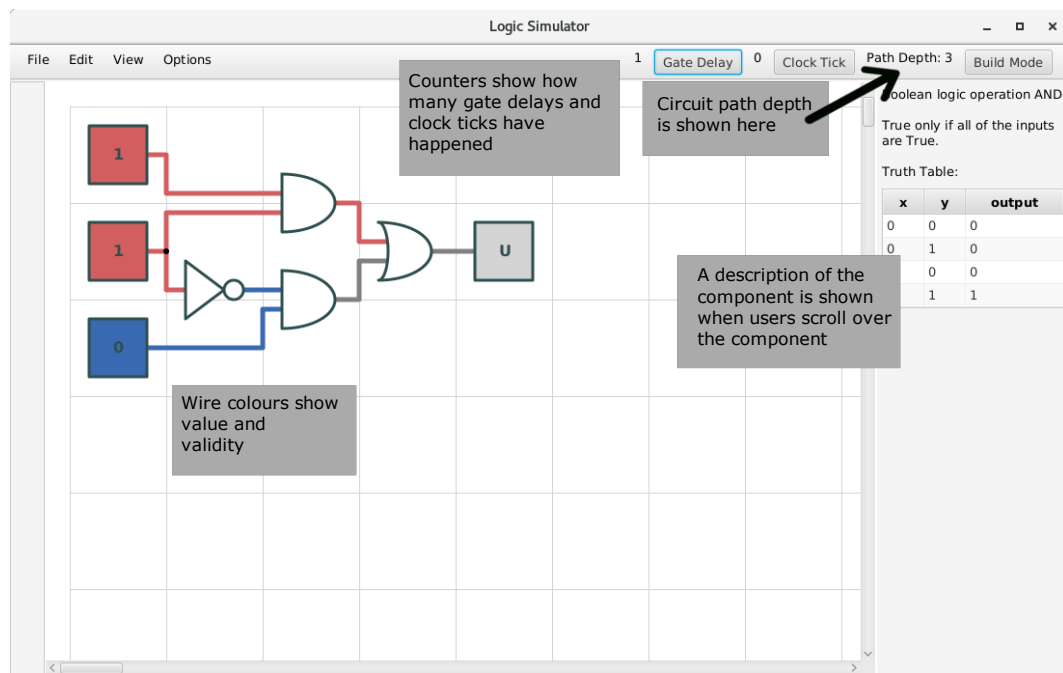 Logic Simulator
File Edit View Options 1 Gate Delay 0 Clock Tick Path Depth: 3 Build Mode
Counters show how
many gate delays and
clock ticks have
happened
Circuit path depth
is shown here
Boolean logic operation AND
True only if all of the inputs
are True.
Truth Table:
x y output
0 0 0
0 1 0
0 0
1 1
1
1
0
U
A description of the
component is shown
when users scroll over
the component
Wire colours show
value and
validity